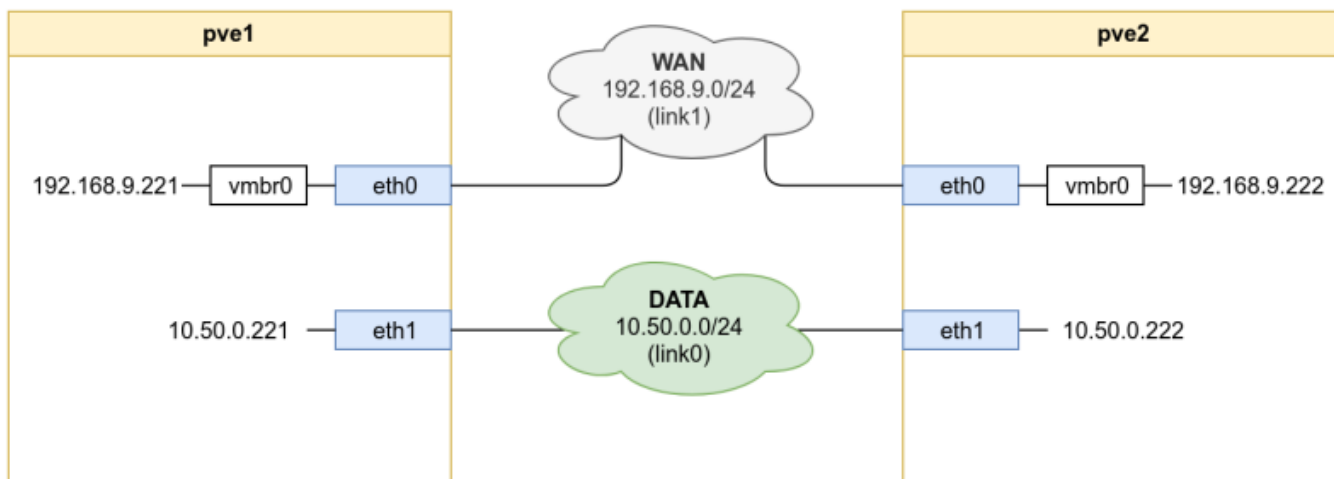 pve1
pve2
WAN
192.168.9.0/24
(link1)
192.168.9.221
vmbr0
eth0
eth0
vmbr0
192.168.9.222
DATA
10.50.0.0/24
(link0)
10.50.0.221
eth1
eth1
10.50.0.222